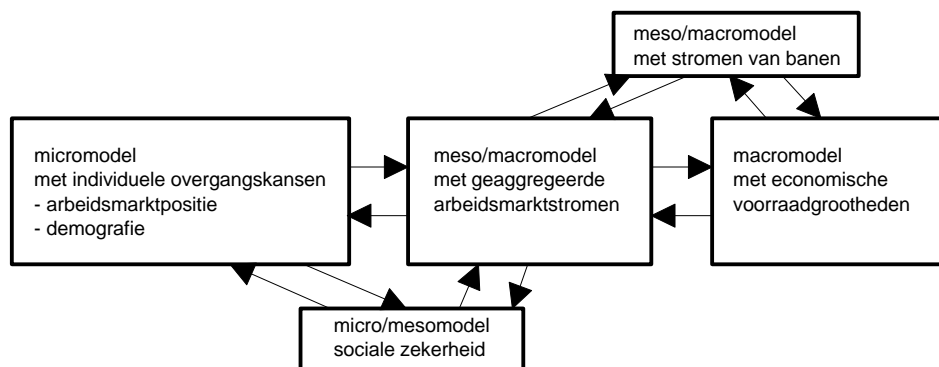 meso/macromodel
met stromen van banen
micromodel
met individuele overgangskansen
- arbeidsmarktpositie
- demografie
meso/macromodel
met geaggregeerde
arbeidsmarktstromen
macromodel
met economische
voorraadgrootheden
micro/mesomodel
sociale zekerheid